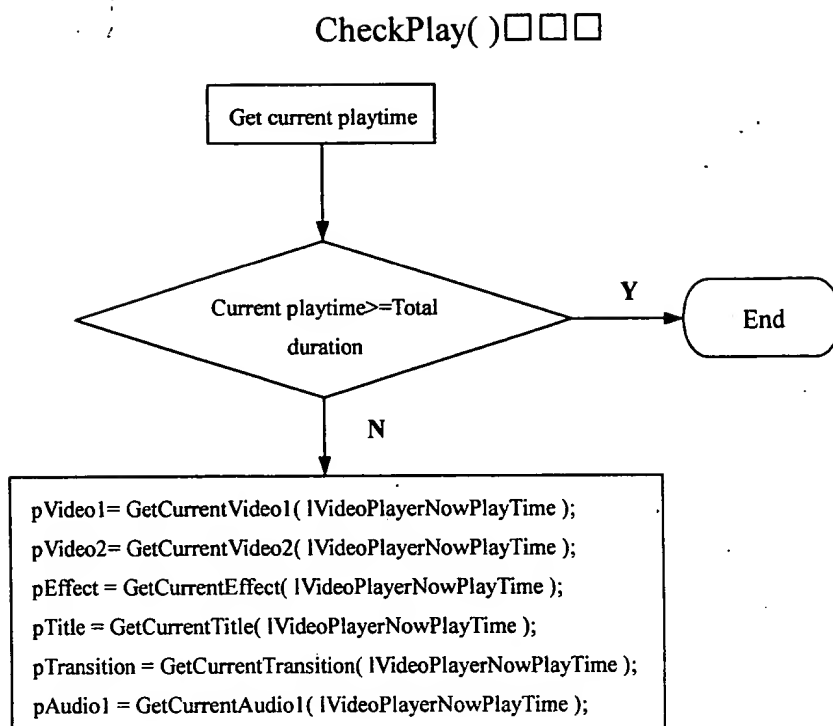 CheckPlay( )□□□
Get current playtime
Current playtime>=Total
duration
Y
End
N
pVideo1= GetCurrentVideo1( lVideoPlayerNowPlayTime );
pVideo2= GetCurrentVideo2( lVideoPlayerNowPlayTime );
pEffect = GetCurrentEffect( lVideoPlayerNowPlayTime );
pTitle = GetCurrentTitle( lVideoPlayerNowPlayTime );
pTransition = GetCurrentTransition( lVideoPlayerNowPlayTime );
pAudio1 = GetCurrentAudio1( lVideoPlayerNowPlayTime );